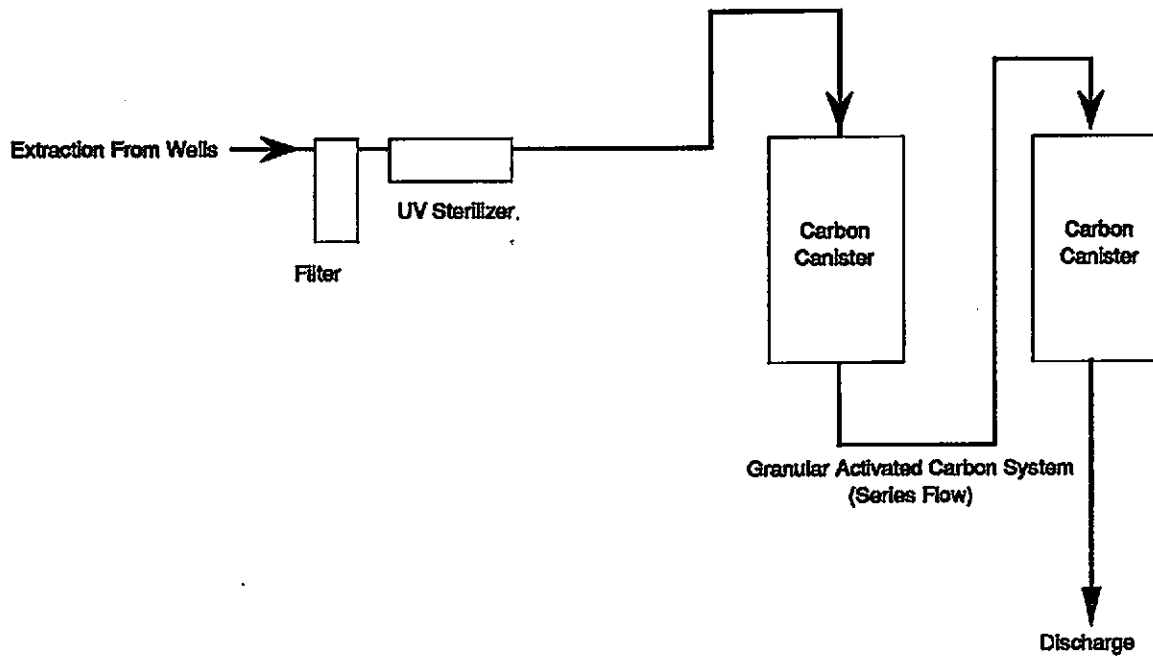 Extraction From Wells
UV Sterilizer.
Filter
Carbon
Canister
Carbon
Canister
Granular Activated Carbon System
(Series Flow)
Discharge